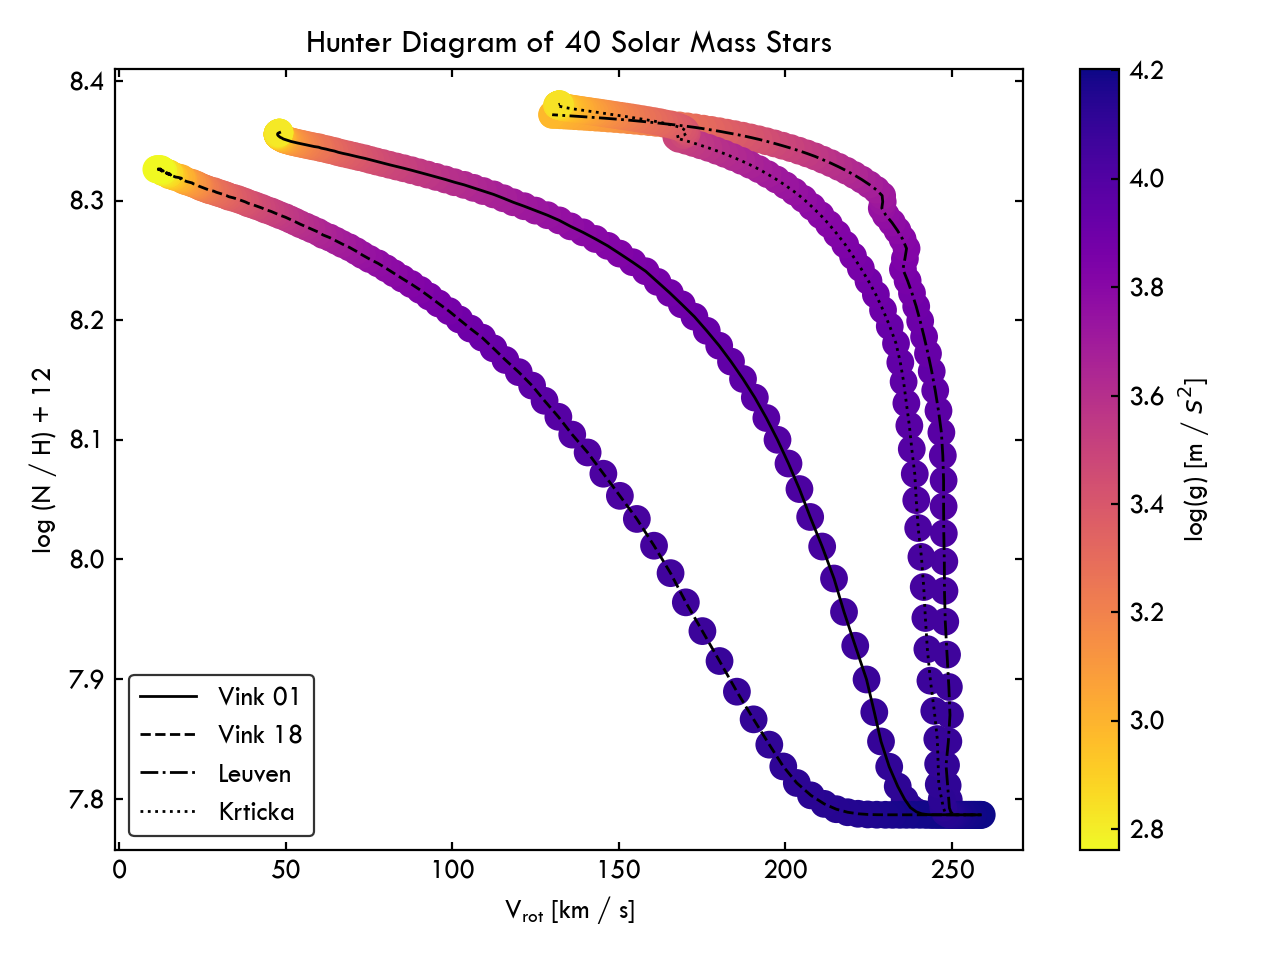 Hunter Diagram of 40 Solar Mass Stars
8.4
8.3
8.2
8.1
8.0
7.9
7.8
log (N / H) + 12
0
50
100
150
200
250
V_rot [km / s]
Vink 01
Vink 18
Leuven
Krticka
4.2
4.0
3.8
3.6
3.4
3.2
3.0
2.8
log(g) [m / s²]